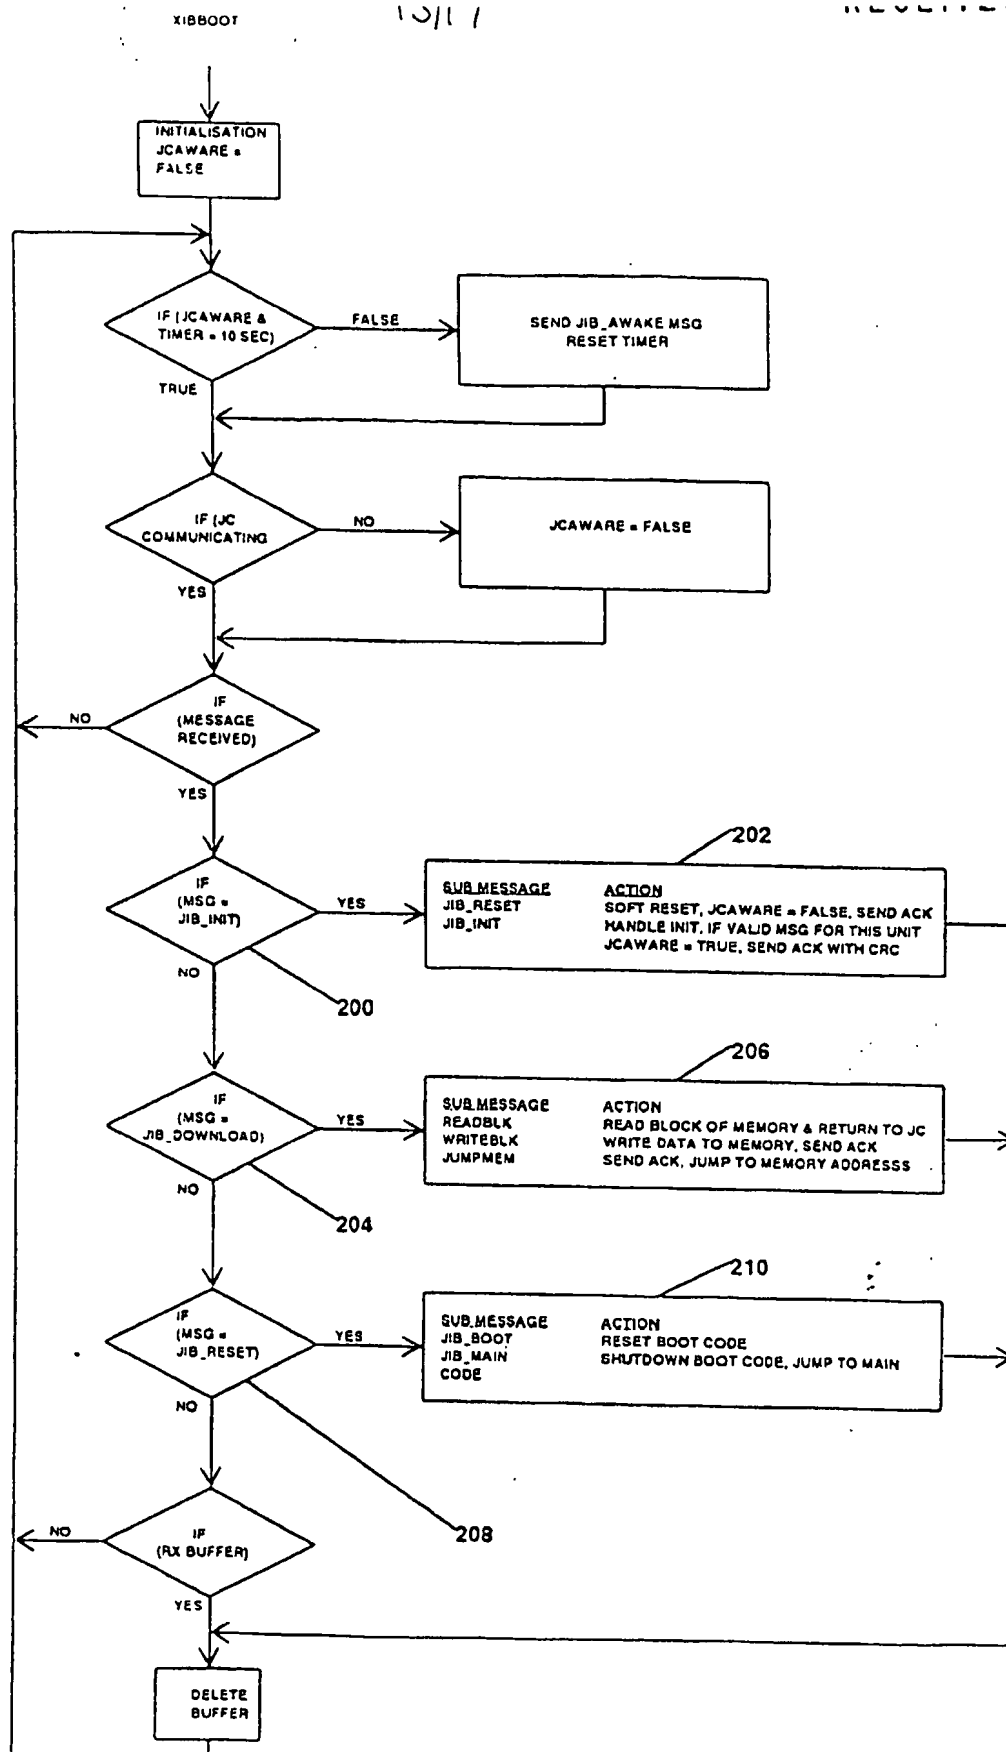 XIBBOOT
13/17
INITIALISATION
JCAWARE =
FALSE
IF (JCAWARE &
TIMER = 10 SEC)
FALSE
SEND JIB_AWAKE MSG
RESET TIMER
TRUE
IF (JC
COMMUNICATING
NO
JCAWARE = FALSE
YES
IF
(MESSAGE
RECEIVED)
NO
YES
202
IF
(MSG =
JIB_INIT)
YES
SUB_MESSAGE ACTION
JIB_RESET SOFT RESET, JCAWARE = FALSE, SEND ACK
JIB_INIT HANDLE INIT, IF VALID MSG FOR THIS UNIT
JCAWARE = TRUE, SEND ACK WITH CRC
NO
200
206
IF
(MSG =
JIB_DOWNLOAD)
YES
SUB_MESSAGE ACTION
READBLK READ BLOCK OF MEMORY & RETURN TO JC
WRITEBLK WRITE DATA TO MEMORY, SEND ACK
JUMPMEM SEND ACK, JUMP TO MEMORY ADDRESSS
NO
204
210
IF
(MSG =
JIB_RESET)
YES
SUB_MESSAGE ACTION
JIB_BOOT RESET BOOT CODE
JIB_MAIN SHUTDOWN BOOT CODE, JUMP TO MAIN
CODE
NO
208
IF
(RX BUFFER)
NO
YES
DELETE
BUFFER